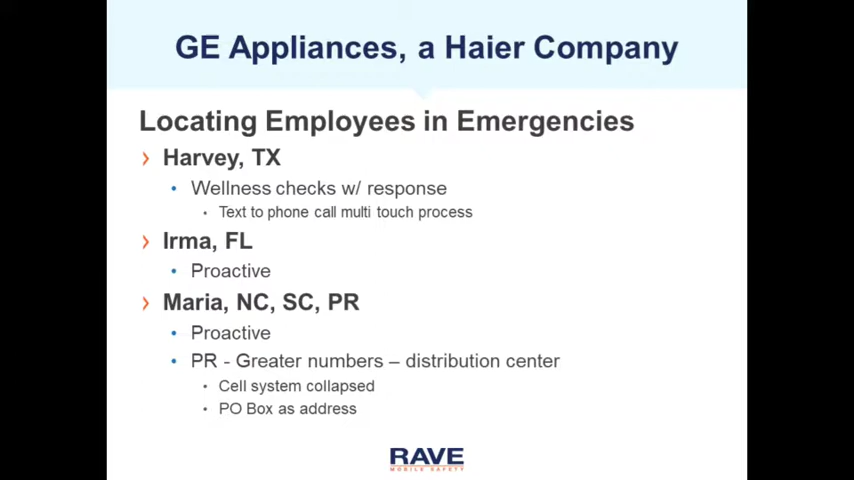 GE Appliances, a Haier Company
Locating Employees in Emergencies
› Harvey, TX
• Wellness checks w/ response
• Text to phone call multi touch process
› Irma, FL
• Proactive
› Maria, NC, SC, PR
• Proactive
• PR - Greater numbers – distribution center
• Cell system collapsed
• PO Box as address
RAVE
MOBILE SAFETY